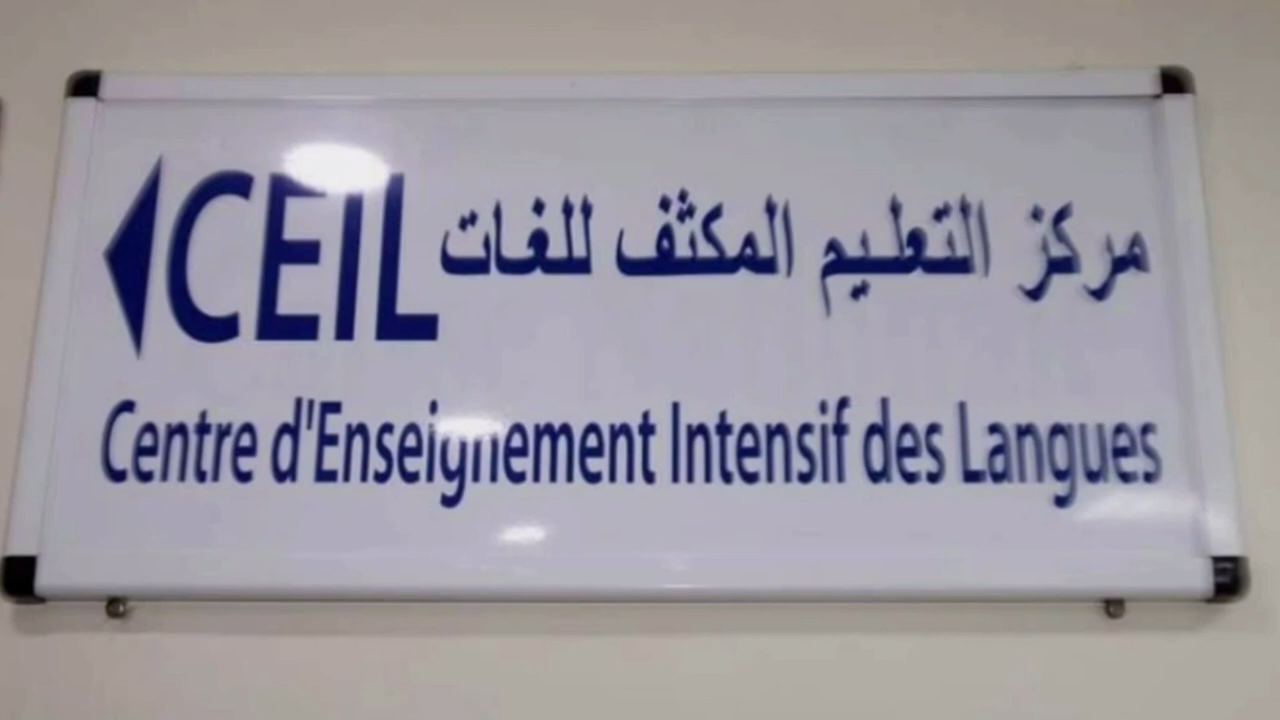 CEIL مركز التعليم المكثف للغات
Centre d'Enseignement Intensif des Langues